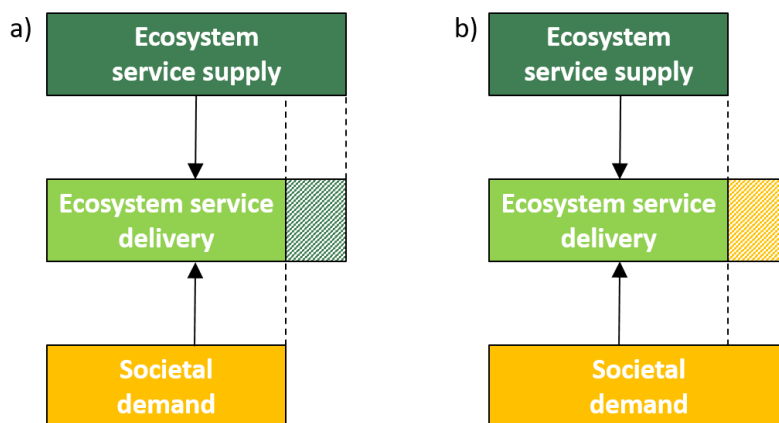 a)
Ecosystem
service supply
Ecosystem service
delivery
Societal
demand
b)
Ecosystem
service supply
Ecosystem service
delivery
Societal
demand